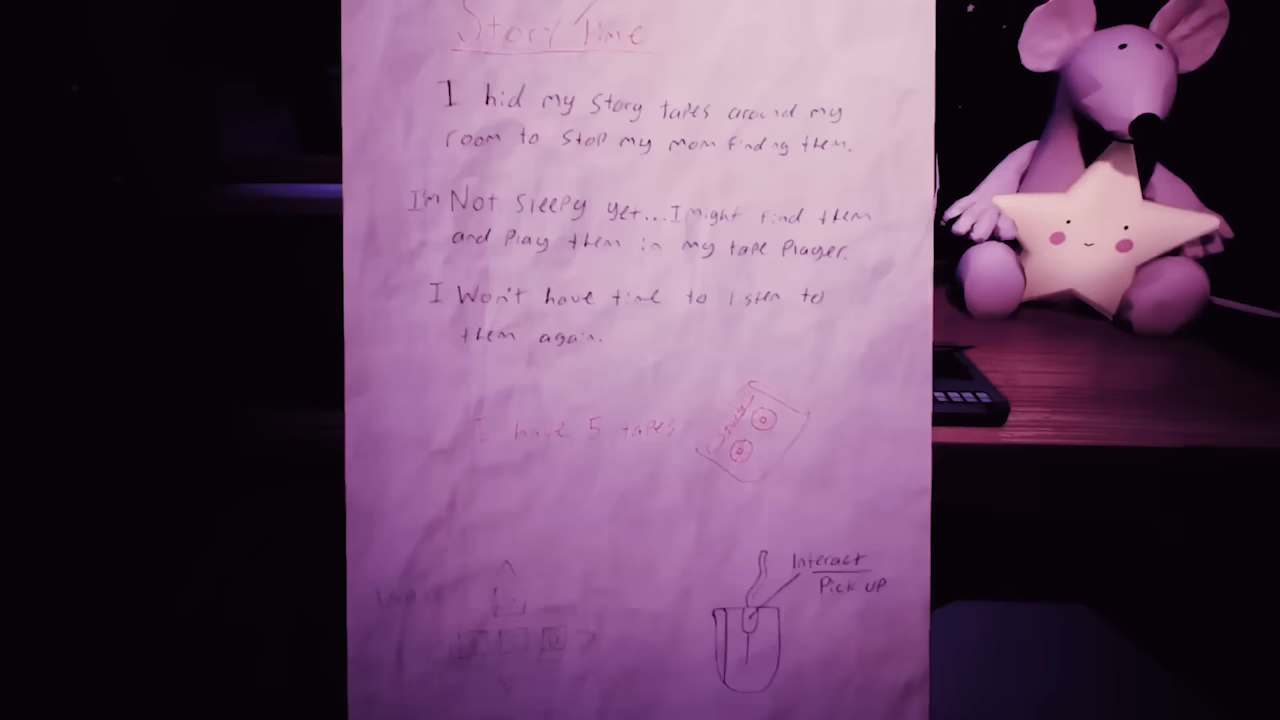 Story Time
I hid my story tapes around my
room to stop my mom finding them.
I'm Not sleepy yet...I might find them
and play them in my tape player.
I Won't have time to listen to
them again.
I have 5 tapes
Interact
Pick up